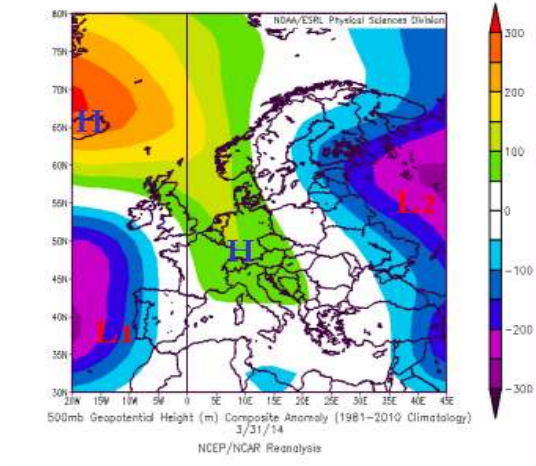 NOAA/ESRL Physical Sciences Division
80N
75N
70N
65N
60N
55N
50N
45N
40N
35N
30N
H
H
L1
L2
20W 15W 10W 5W 0 5E 10E 15E 20E 25E 30E 35E 40E 45E
300
200
100
0
-100
-200
-300
500mb Geopotential Height (m) Composite Anomaly (1981-2010 Climatology)
3/31/14
NCEP/NCAR Reanalysis